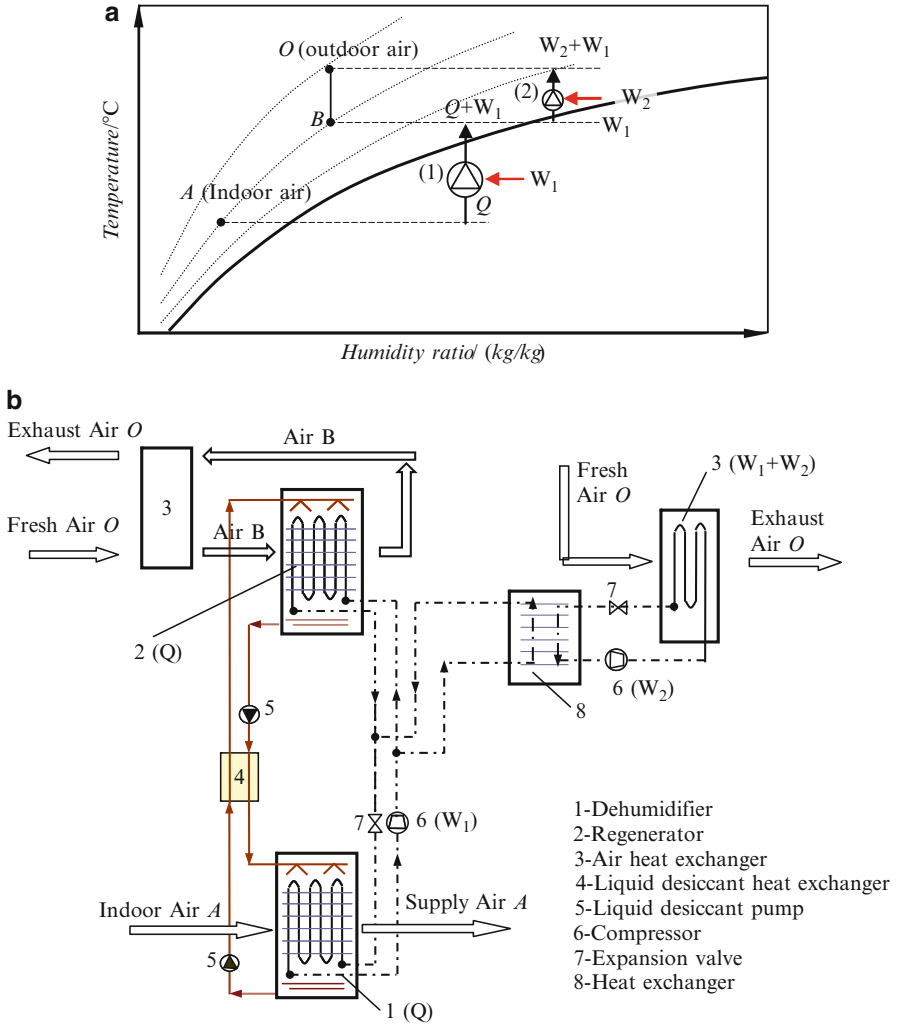 a
O (outdoor air)
W2+W1
(2)
W2
Q+W1
B
W1
A (Indoor air)
(1)
W1
Q
Temperature/°C
Humidity ratio/ (kg/kg)
b
Exhaust Air O
Air B
3
Fresh Air O
Air B
2 (Q)
5
4
7
6 (W1)
Indoor Air A
Supply Air A
5
1 (Q)
Fresh Air O
3 (W1+W2)
Exhaust Air O
7
6 (W2)
8
1-Dehumidifier
2-Regenerator
3-Air heat exchanger
4-Liquid desiccant heat exchanger
5-Liquid desiccant pump
6-Compressor
7-Expansion valve
8-Heat exchanger